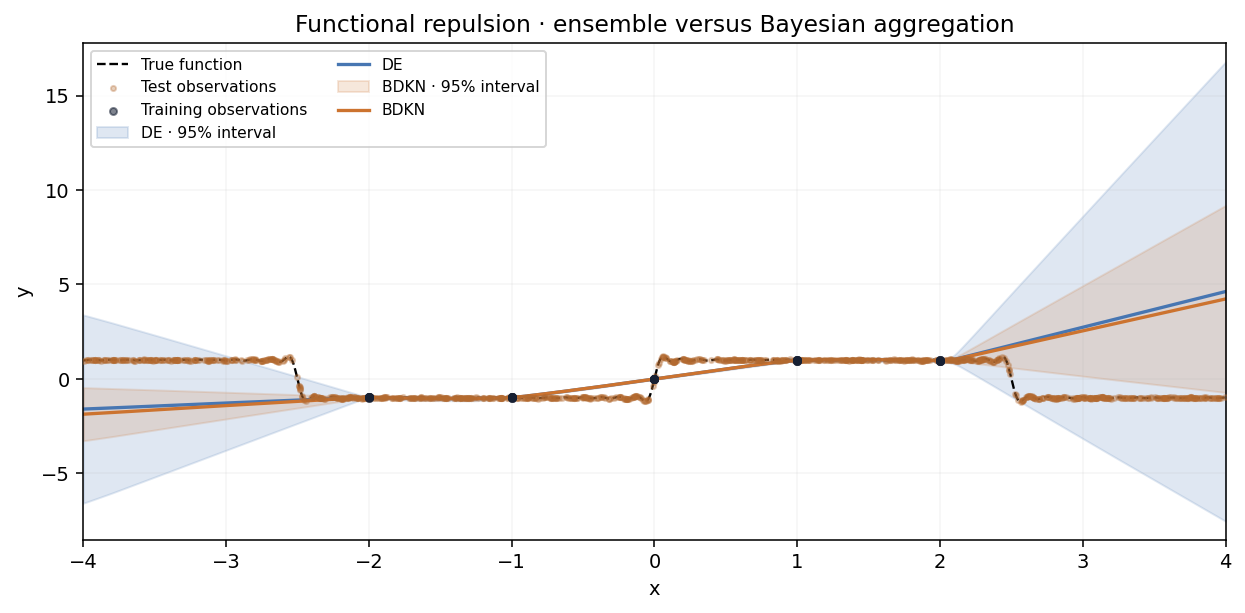 Functional repulsion · ensemble versus Bayesian aggregation
True function
Test observations
Training observations
DE · 95% interval
DE
BDKN · 95% interval
BDKN
15
10
5
0
−5
y
−4
−3
−2
−1
0
1
2
3
4
x